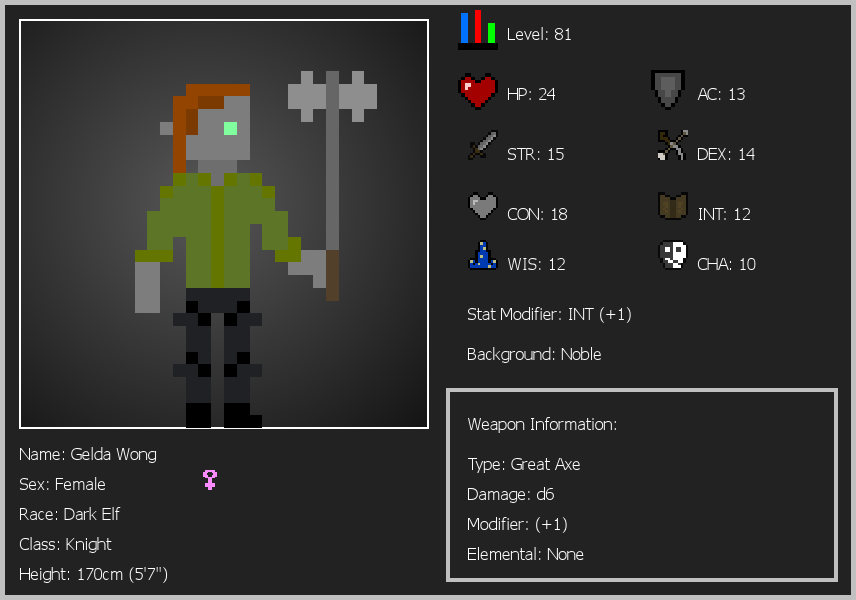 Level: 81
HP: 24
AC: 13
STR: 15
DEX: 14
CON: 18
INT: 12
WIS: 12
CHA: 10
Stat Modifier: INT (+1)
Background: Noble
Weapon Information:
Type: Great Axe
Damage: d6
Modifier: (+1)
Elemental: None
Name: Gelda Wong
Sex: Female
Race: Dark Elf
Class: Knight
Height: 170cm (5'7")